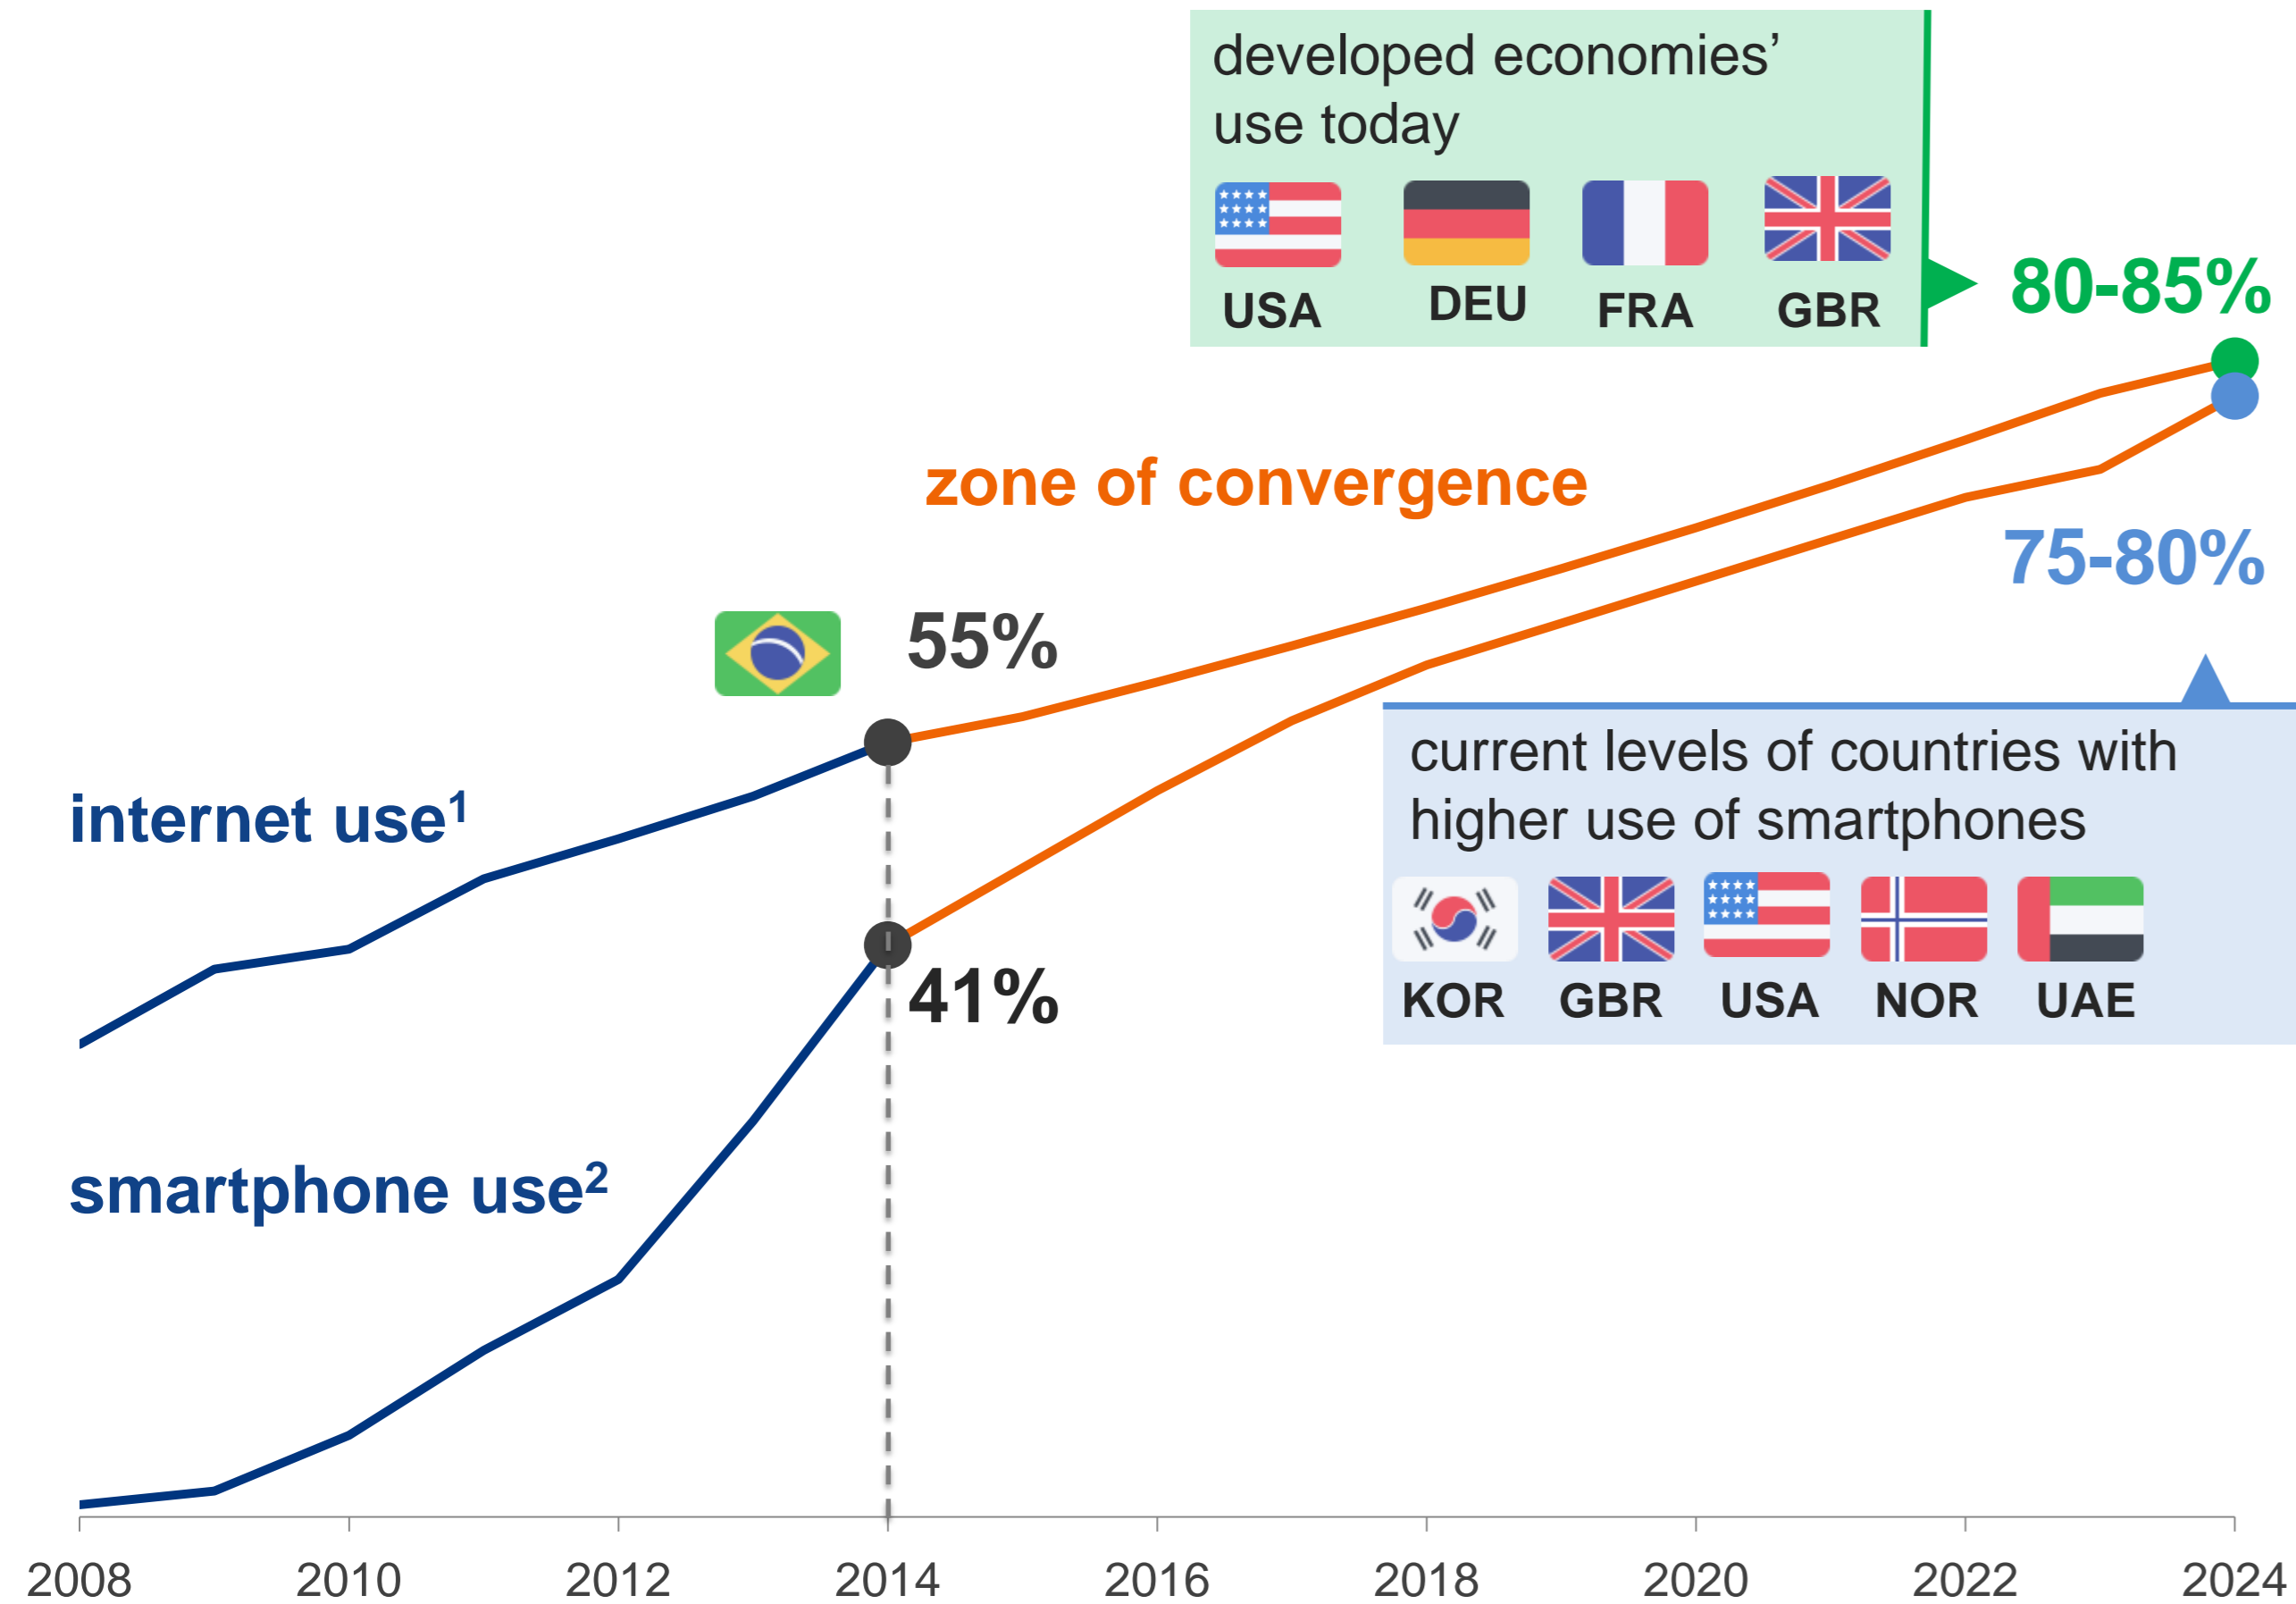 developed economies’
use today
USA DEU FRA GBR
80-85%
zone of convergence
75-80%
55%
internet use¹
current levels of countries with
higher use of smartphones
KOR GBR USA NOR UAE
41%
smartphone use²
2008 2010 2012 2014 2016 2018 2020 2022 2024